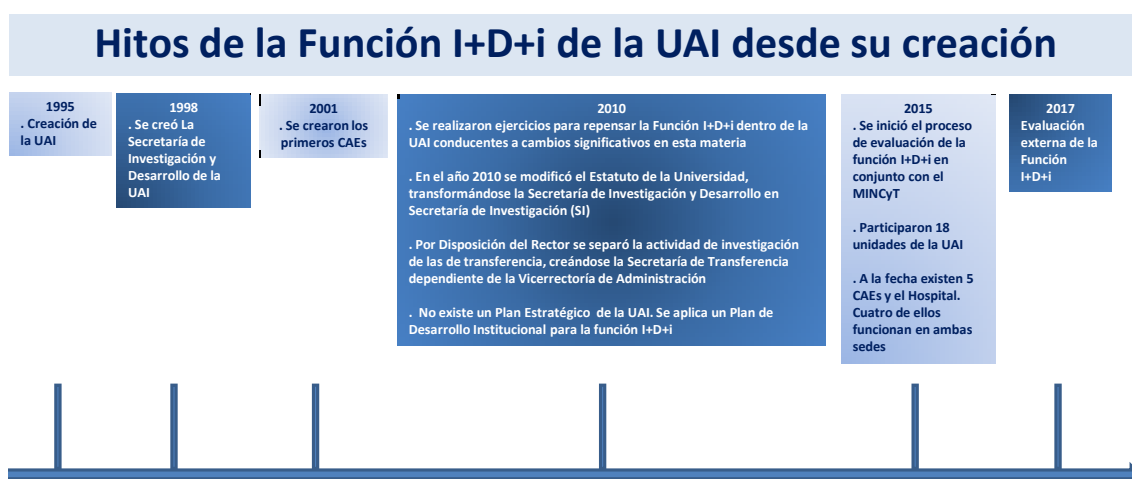 Hitos de la Función I+D+i de la UAI desde su creación
1995
. Creación de
la UAI
1998
. Se creó La
Secretaría de
Investigación y
Desarrollo de la
UAI
2001
. Se crearon los
primeros CAEs
2010
. Se realizaron ejercicios para repensar la Función I+D+i dentro de la
UAI conducentes a cambios significativos en esta materia
. En el año 2010 se modificó el Estatuto de la Universidad,
transformándose la Secretaría de Investigación y Desarrollo en
Secretaría de Investigación (SI)
. Por Disposición del Rector se separó la actividad de investigación
de las de transferencia, creándose la Secretaría de Transferencia
dependiente de la Vicerrectoría de Administración
. No existe un Plan Estratégico de la UAI. Se aplica un Plan de
Desarrollo Institucional para la función I+D+i
2015
. Se inició el proceso
de evaluación de la
función I+D+i en
conjunto con el
MINCyT
. Participaron 18
unidades de la UAI
. A la fecha existen 5
CAEs y el Hospital.
Cuatro de ellos
funcionan en ambas
sedes
2017
Evaluación
externa de la
Función
I+D+i